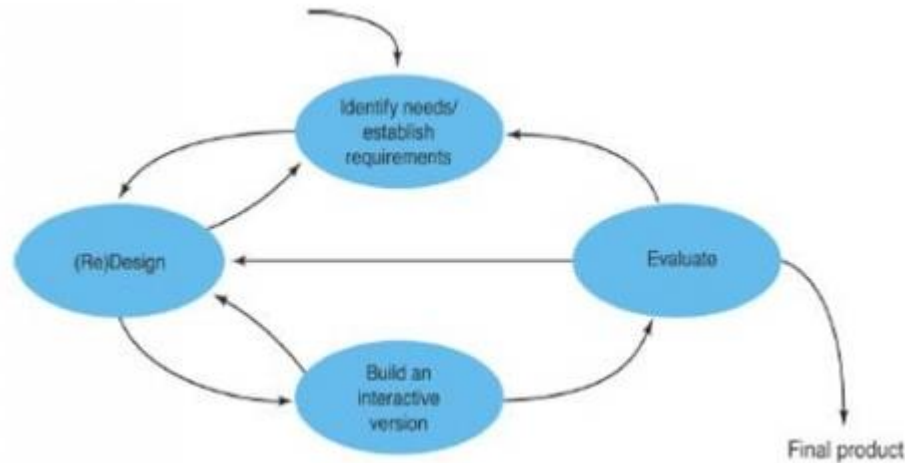 Identify needs/
establish
requirements
(Re)Design
Evaluate
Build an
interactive
version
Final product